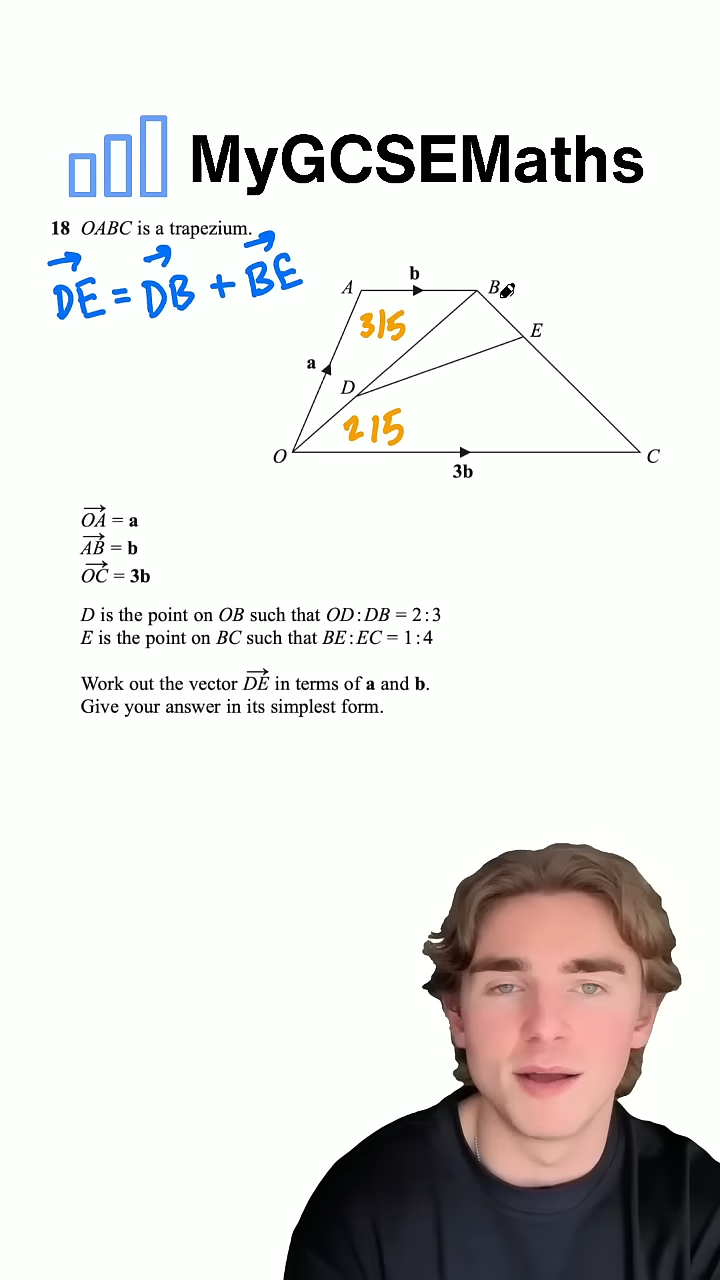 MyGCSEMaths
18 OABC is a trapezium.
DE = DB + BE
A b B
3/5
E
a
D
2/5
O C
3b
OA = a
AB = b
OC = 3b
D is the point on OB such that OD : DB = 2 : 3
E is the point on BC such that BE : EC = 1 : 4
Work out the vector DE in terms of a and b.
Give your answer in its simplest form.